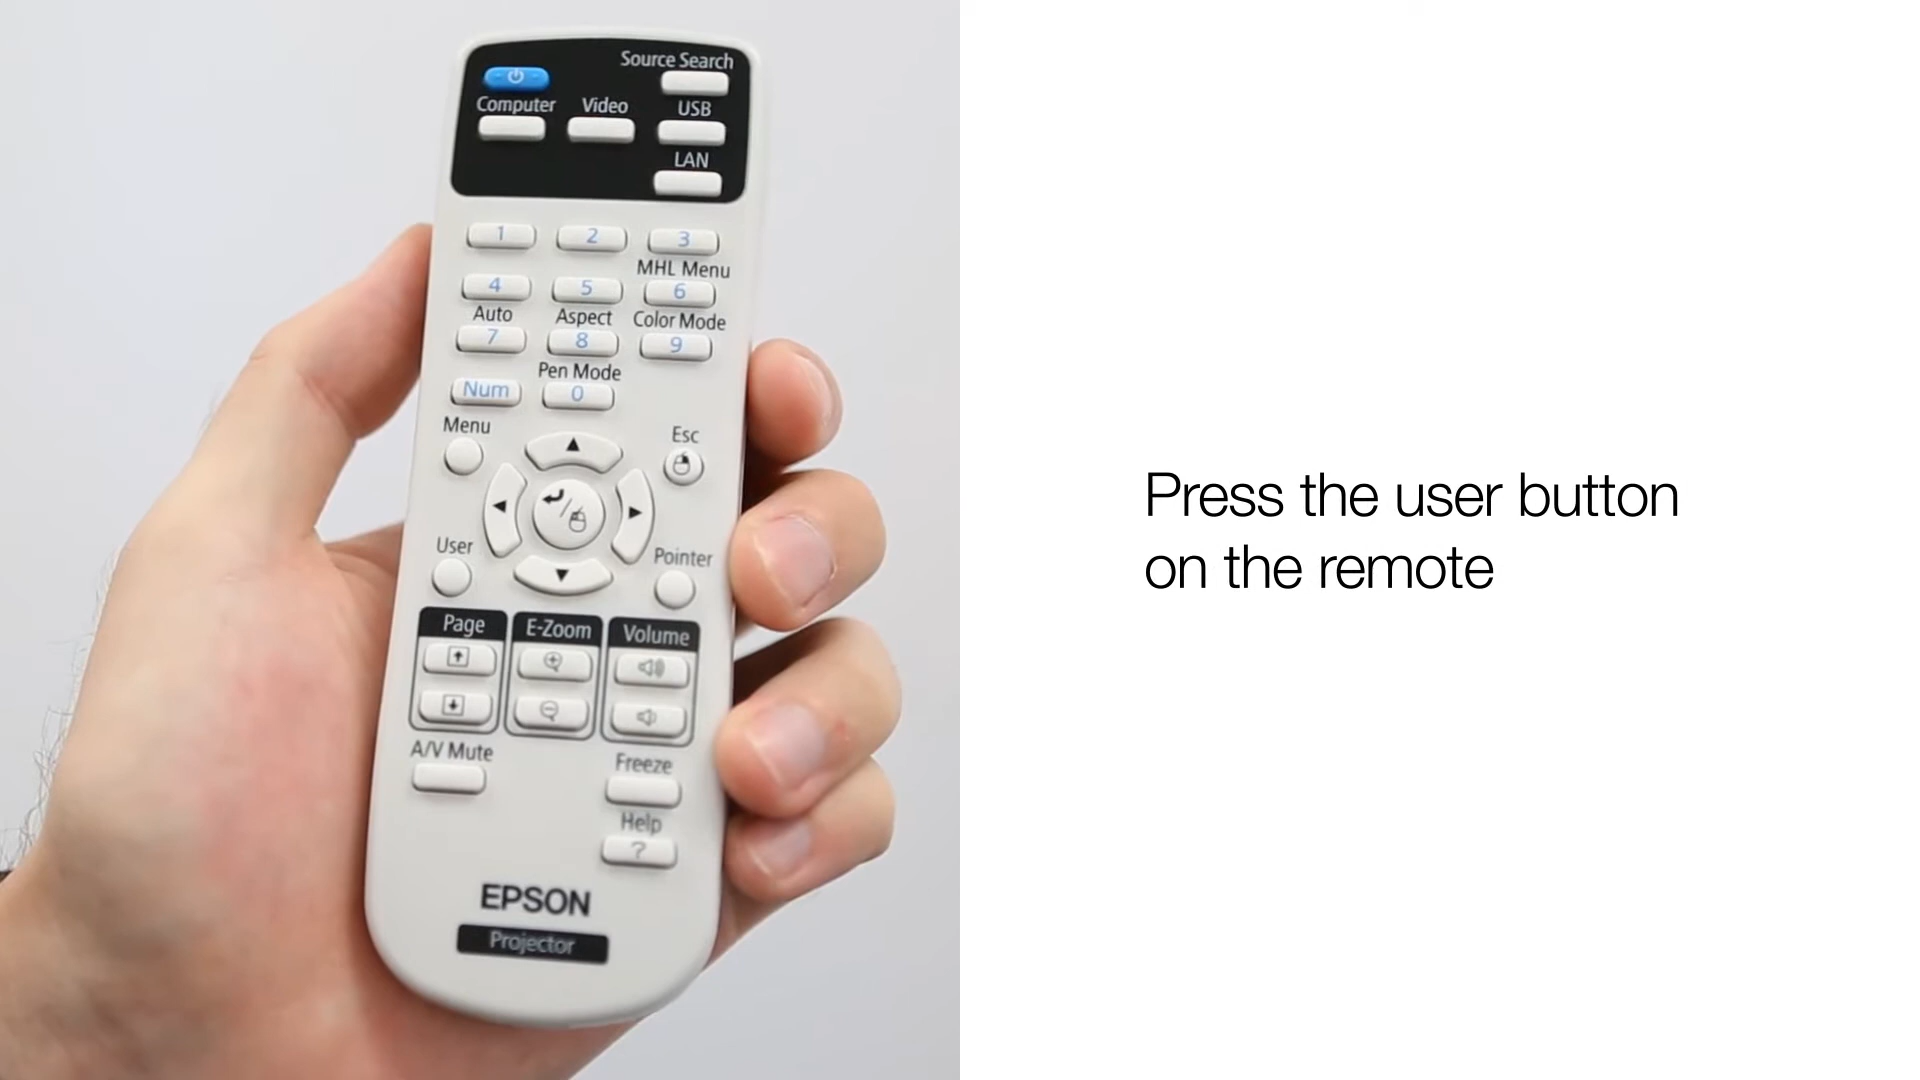 Source Search
Computer Video USB
LAN
1 2 3
MHL Menu
4 5 6
Auto Aspect Color Mode
7 8 9
Pen Mode
Num 0
Menu Esc
User Pointer
Page E-Zoom Volume
A/V Mute Freeze
Help
?
EPSON
Projector
Press the user button
on the remote